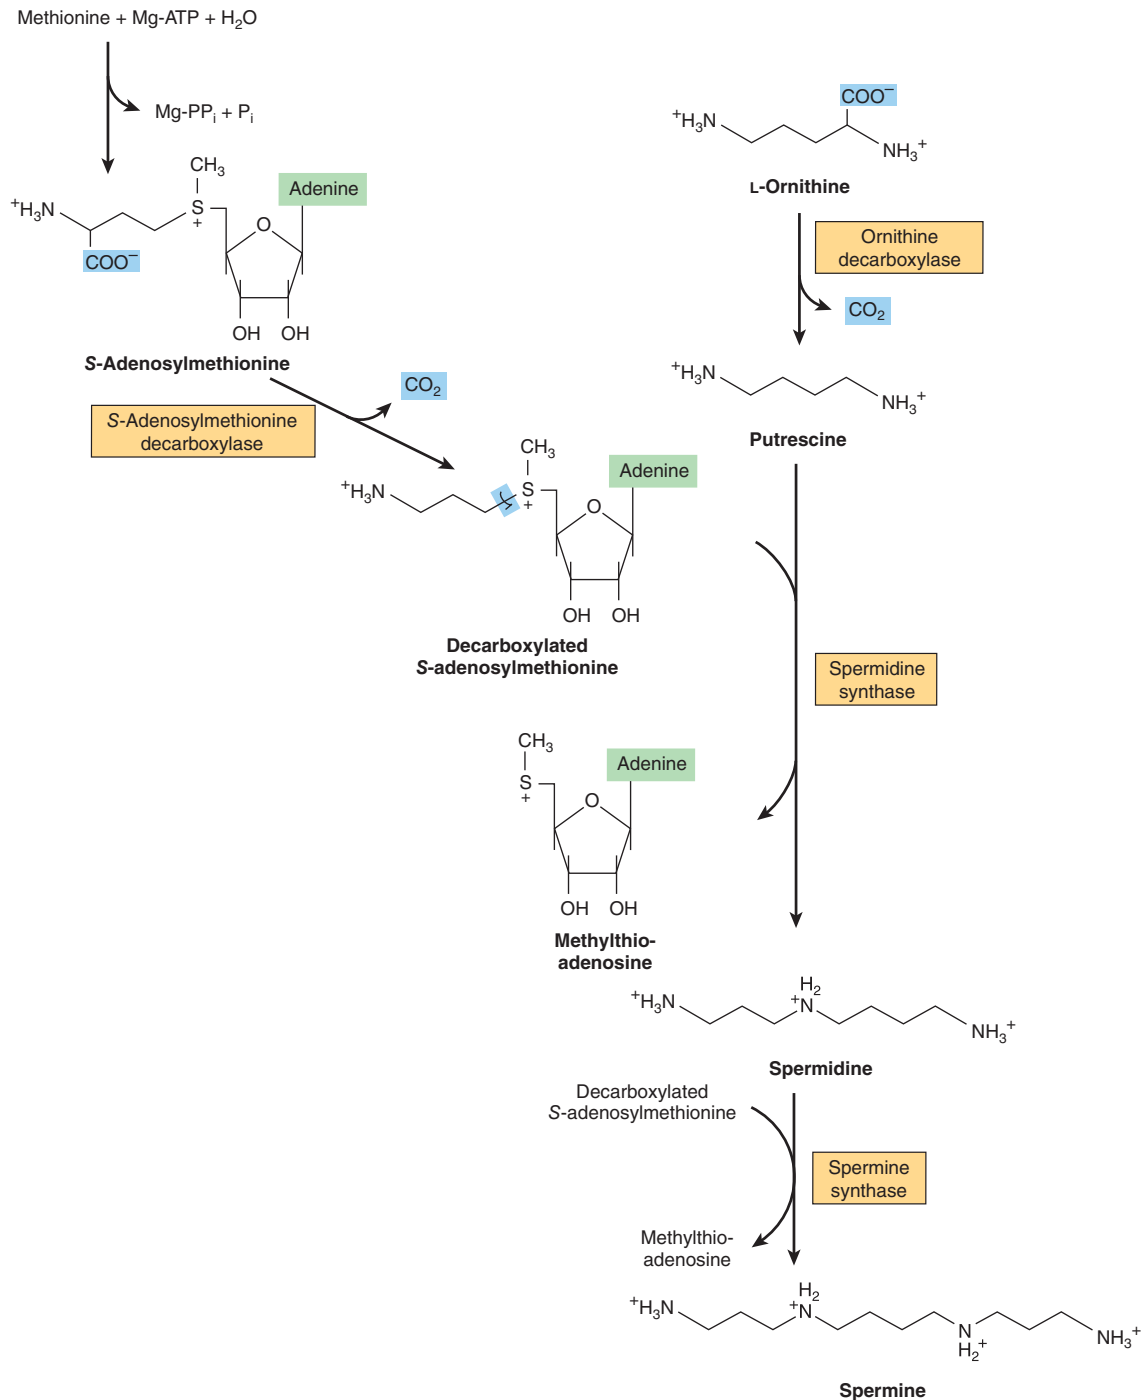 Methionine + Mg-ATP + H₂O
Mg-PPᵢ + Pᵢ
CH₃
Adenine
⁺H₃N
S
+
O
COO⁻
OH OH
S-Adenosylmethionine
S-Adenosylmethionine
decarboxylase
CO₂
COO⁻
⁺H₃N
NH₃⁺
L-Ornithine
Ornithine
decarboxylase
CO₂
⁺H₃N
NH₃⁺
Putrescine
CH₃
Adenine
⁺H₃N
S
+
O
OH OH
Decarboxylated
S-adenosylmethionine
Spermidine
synthase
CH₃
Adenine
S
+
O
OH OH
Methylthio-
adenosine
H₂
⁺H₃N
⁺N
NH₃⁺
Spermidine
Decarboxylated
S-adenosylmethionine
Spermine
synthase
Methylthio-
adenosine
H₂
⁺H₃N
⁺N
N
H₂⁺
NH₃⁺
Spermine